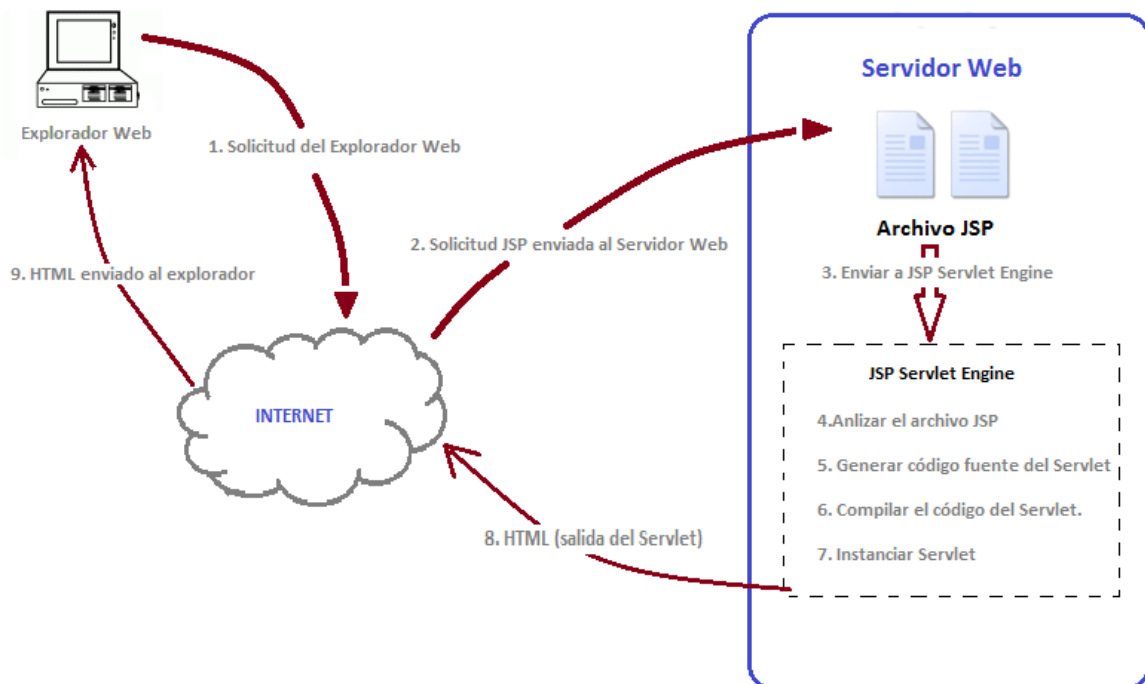 Servidor Web
Explorador Web
1. Solicitud del Explorador Web
2. Solicitud JSP enviada al Servidor Web
Archivo JSP
3. Enviar a JSP Servlet Engine
9. HTML enviado al explorador
JSP Servlet Engine
INTERNET
4.Anlizar el archivo JSP
5. Generar código fuente del Servlet
6. Compilar el código del Servlet.
7. Instanciar Servlet
8. HTML (salida del Servlet)